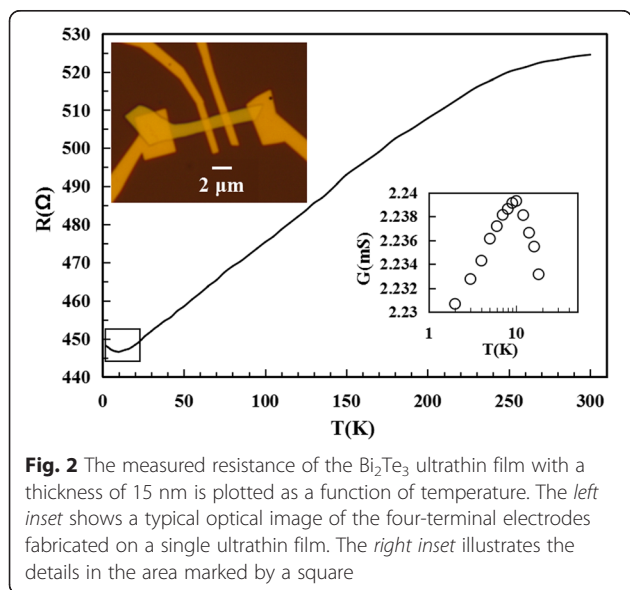 530
520
510
500
490
480
470
460
450
440
R(Ω)
2 μm
2.24
2.238
2.236
2.234
2.232
2.23
G(mS)
1 10
T(K)
0 50 100 150 200 250 300
T(K)
Fig. 2 The measured resistance of the Bi₂Te₃ ultrathin film with a
thickness of 15 nm is plotted as a function of temperature. The left
inset shows a typical optical image of the four-terminal electrodes
fabricated on a single ultrathin film. The right inset illustrates the
details in the area marked by a square